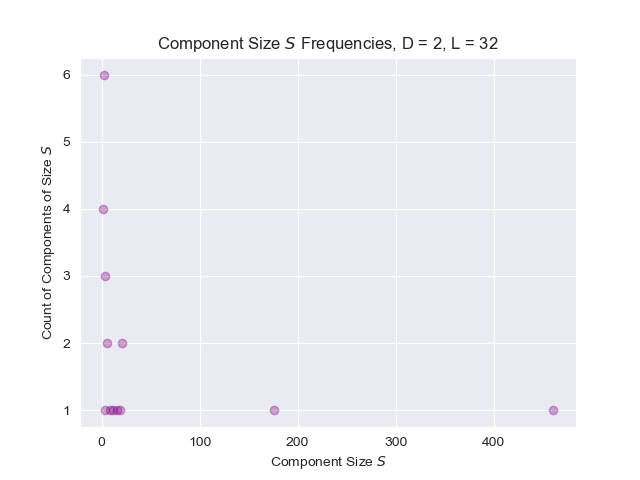 Component Size S Frequencies, D = 2, L = 32
6
5
4
3
2
1
Count of Components of Size S
0 100 200 300 400
Component Size S